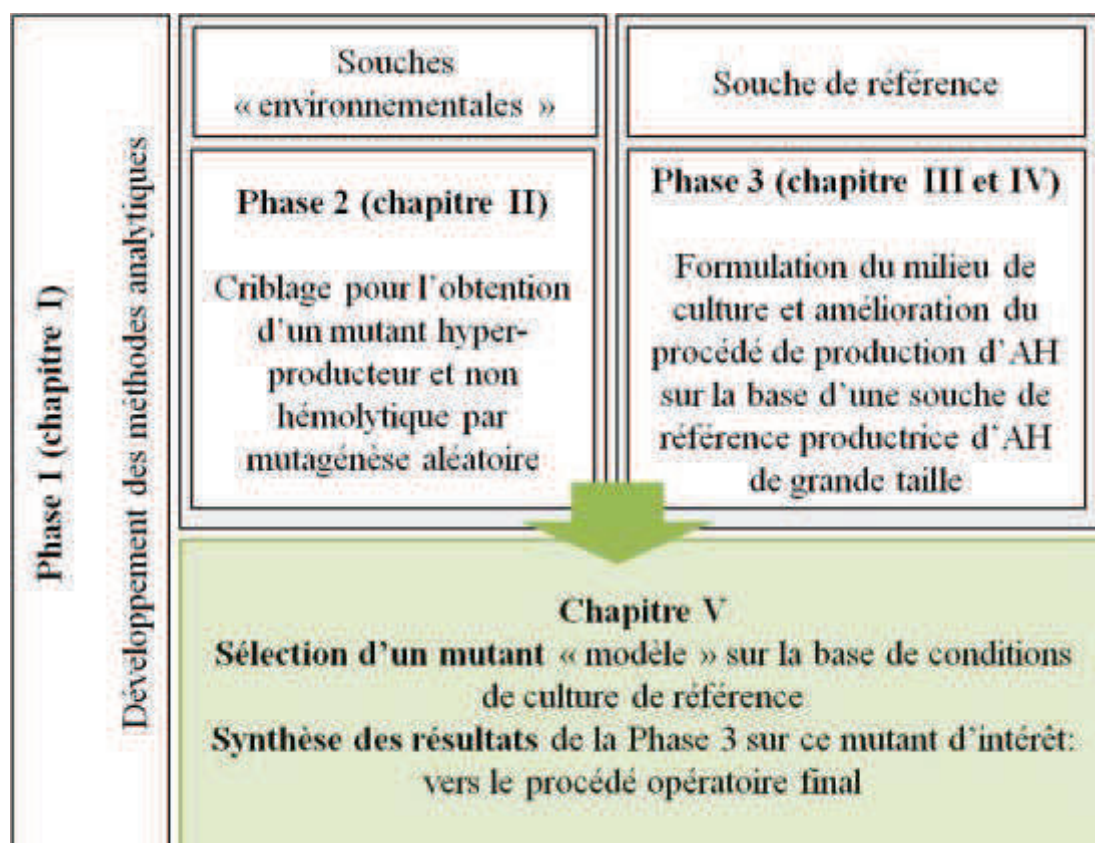 Phase 1 (chapitre I)
Développement des méthodes analytiques
Souches
« environnementales »
Phase 2 (chapitre II)
Criblage pour l'obtention
d'un mutant hyper-
producteur et non
hémolytique par
mutagénèse aléatoire
Souche de référence
Phase 3 (chapitre III et IV)
Formulation du milieu de
culture et amélioration du
procédé de production d'AH
sur la base d'une souche de
référence productrice d'AH
de grande taille
Chapitre V
Sélection d'un mutant « modèle » sur la base de conditions
de culture de référence
Synthèse des résultats de la Phase 3 sur ce mutant d'intérêt:
vers le procédé opératoire final